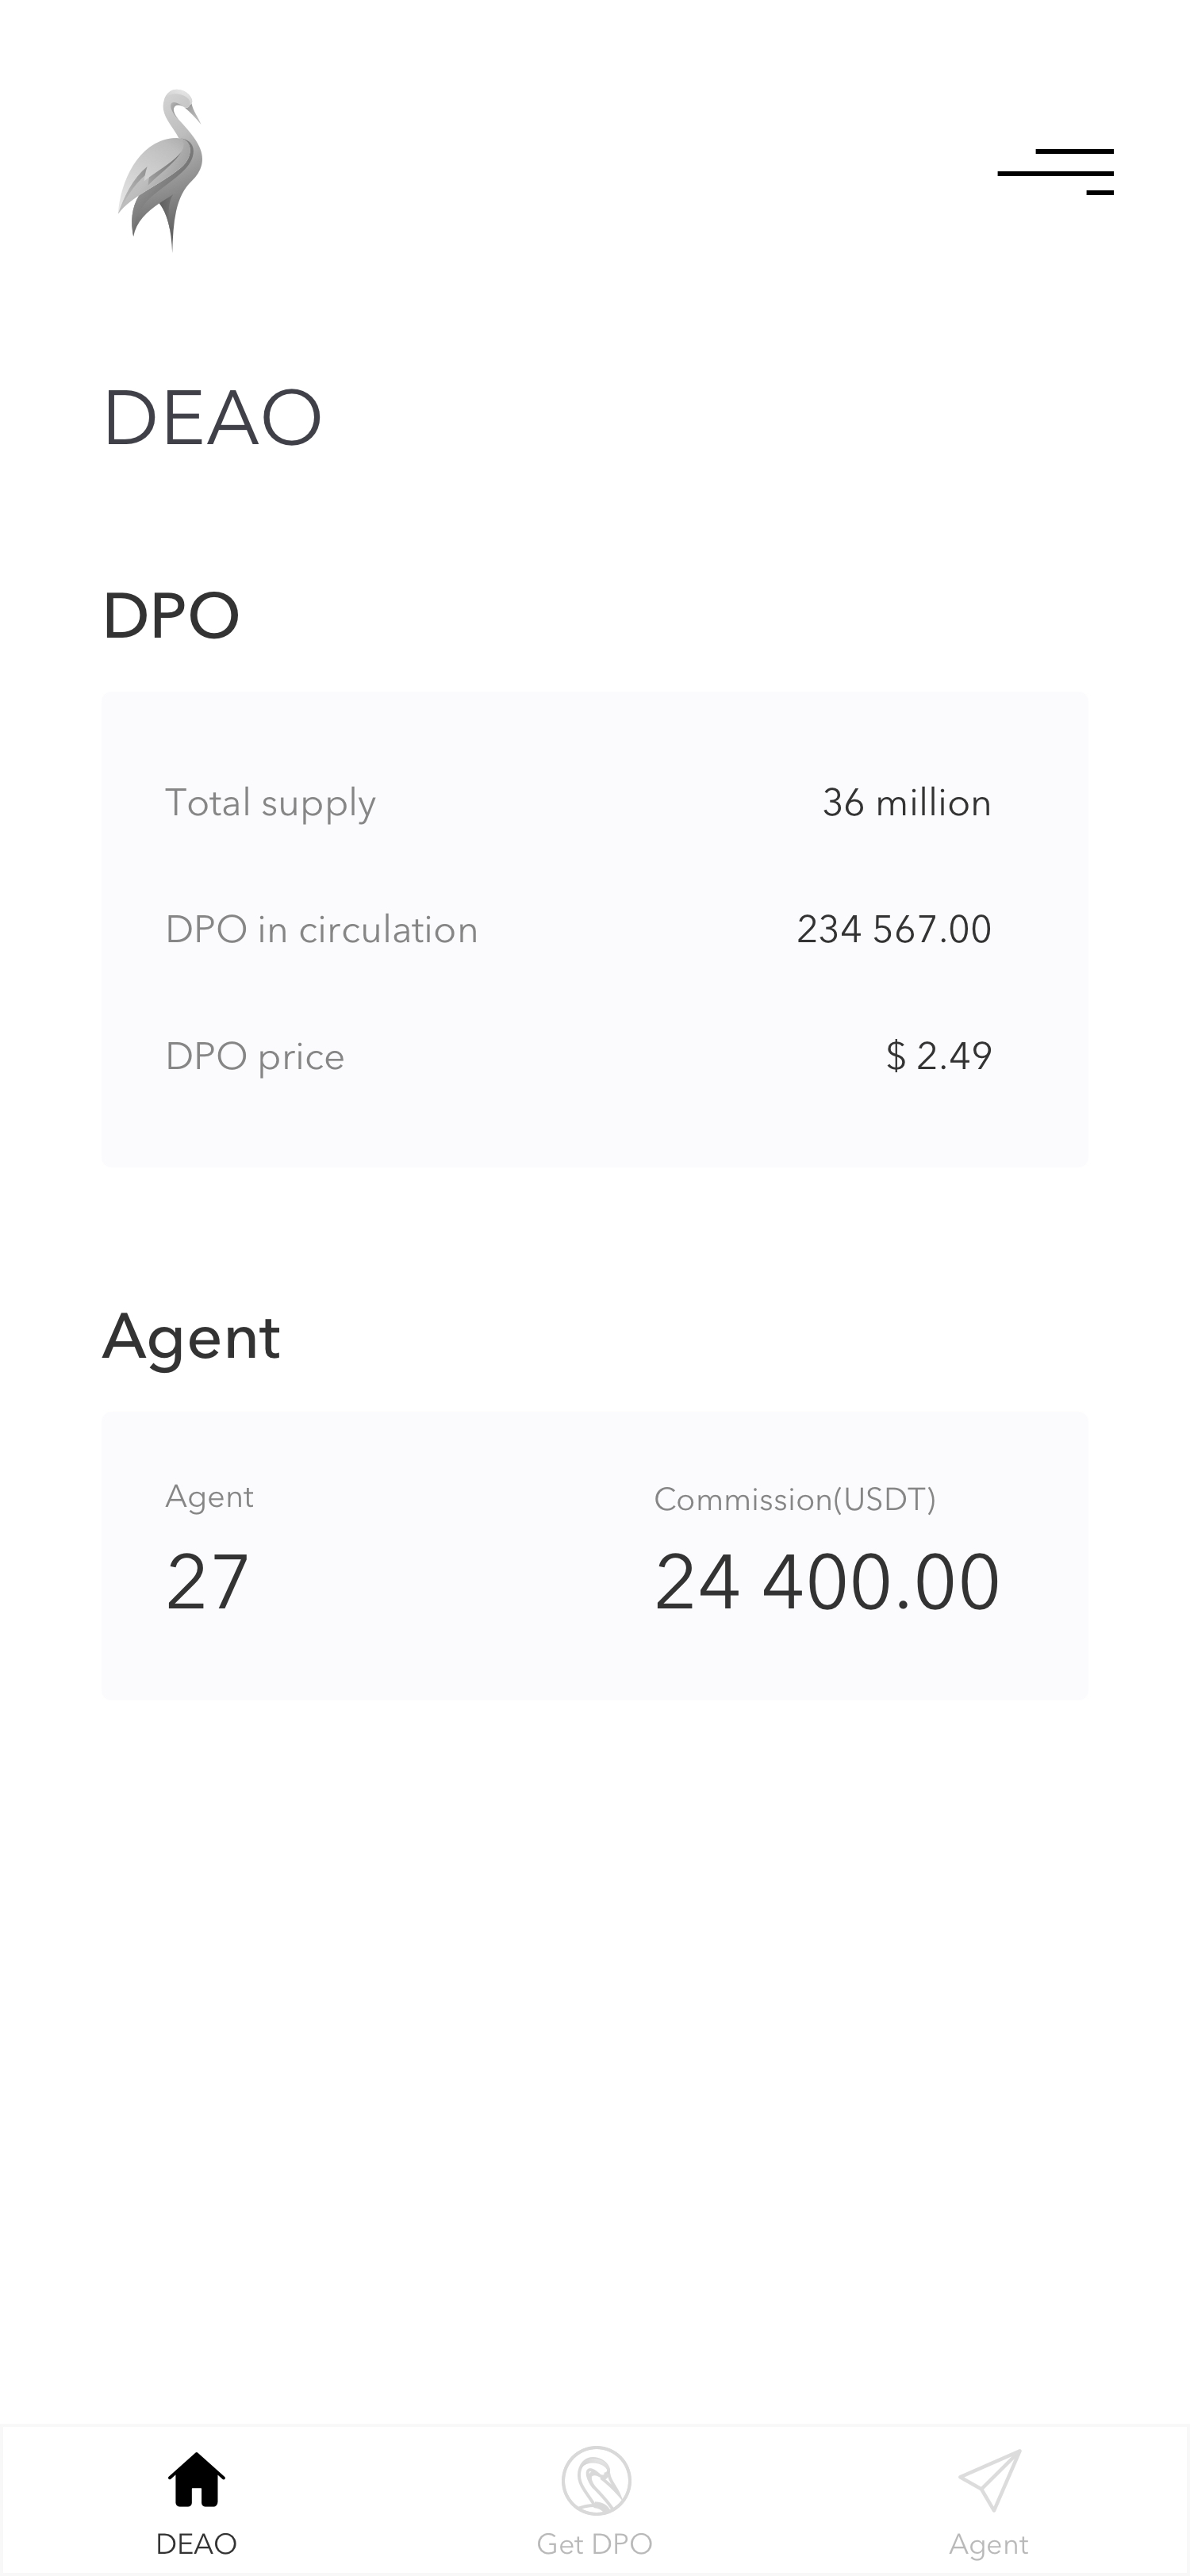 DEAO
DPO
Total supply 36 million
DPO in circulation 234 567.00
DPO price $ 2.49
Agent
Agent Commission(USDT)
27 24 400.00
DEAO Get DPO Agent